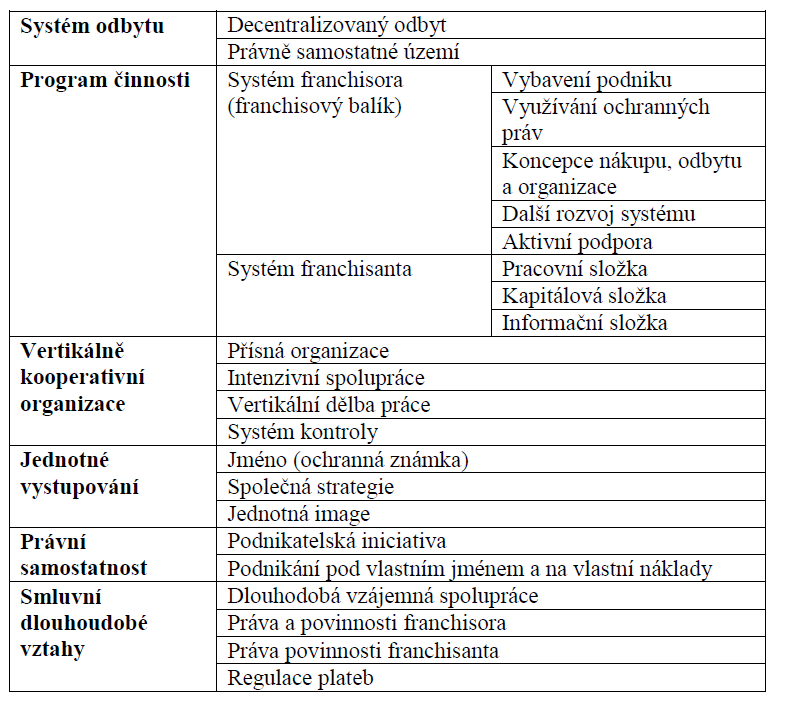 Systém odbytu
Decentralizovaný odbyt
Právně samostatné území
Program činnosti
Systém franchisora
(franchisový balík)
Vybavení podniku
Využívání ochranných
práv
Koncepce nákupu, odbytu
a organizace
Další rozvoj systému
Aktivní podpora
Systém franchisanta
Pracovní složka
Kapitálová složka
Informační složka
Vertikálně
kooperativní
organizace
Přísná organizace
Intenzivní spolupráce
Vertikální dělba práce
Systém kontroly
Jednotné
vystupování
Jméno (ochranná známka)
Společná strategie
Jednotná image
Právní
samostatnost
Podnikatelská iniciativa
Podnikání pod vlastním jménem a na vlastní náklady
Smluvní
dlouhoudobé
vztahy
Dlouhodobá vzájemná spolupráce
Práva a povinnosti franchisora
Práva povinnosti franchisanta
Regulace plateb